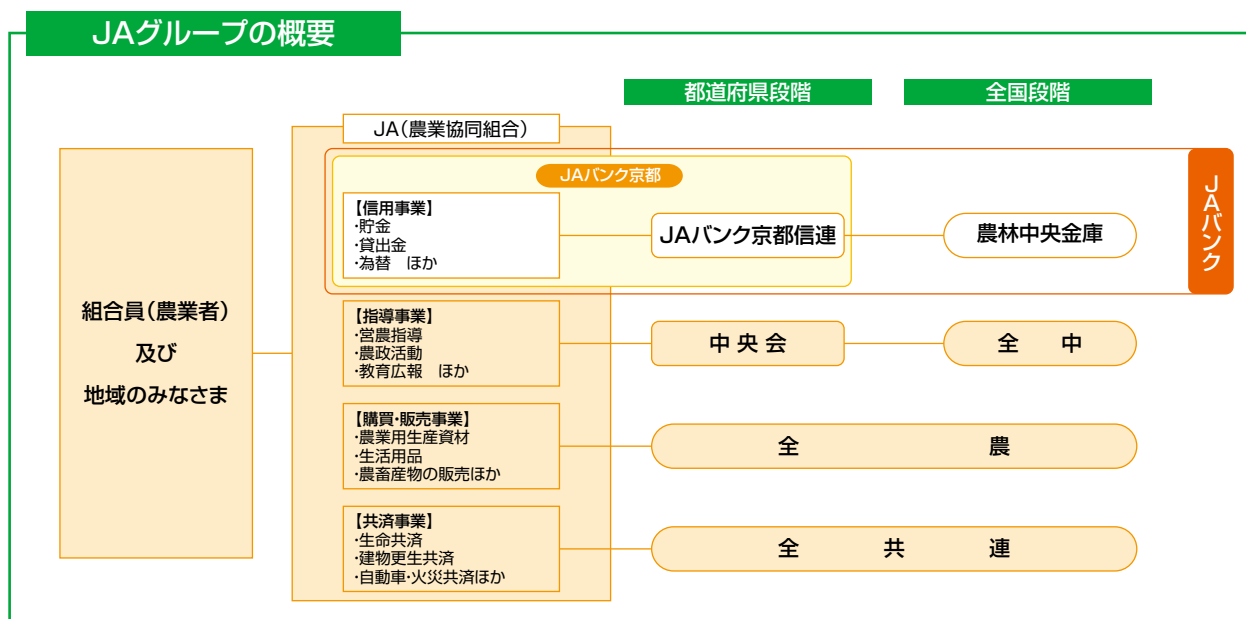 JAグループの概要
都道府県段階
全国段階
JA(農業協同組合)
JAバンク京都
JAバンク
【信用事業】
・貯金
・貸出金
・為替 ほか
JAバンク京都信連
農林中央金庫
組合員(農業者)
及び
地域のみなさま
【指導事業】
・営農指導
・農政活動
・教育広報 ほか
中央会
全 中
【購買・販売事業】
・農業用生産資材
・生活用品
・農畜産物の販売ほか
全 農
【共済事業】
・生命共済
・建物更生共済
・自動車・火災共済ほか
全 共 連